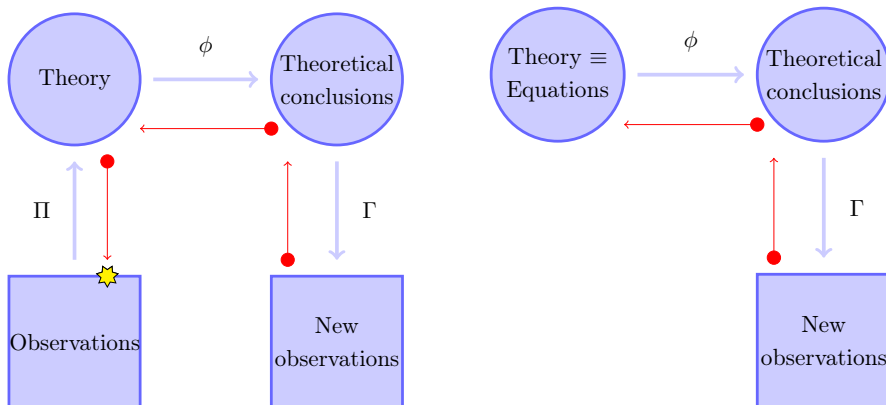 Theory
ϕ
Theoretical
conclusions
Π
Γ
Observations
New
observations
Theory ≡
Equations
ϕ
Theoretical
conclusions
Γ
New
observations